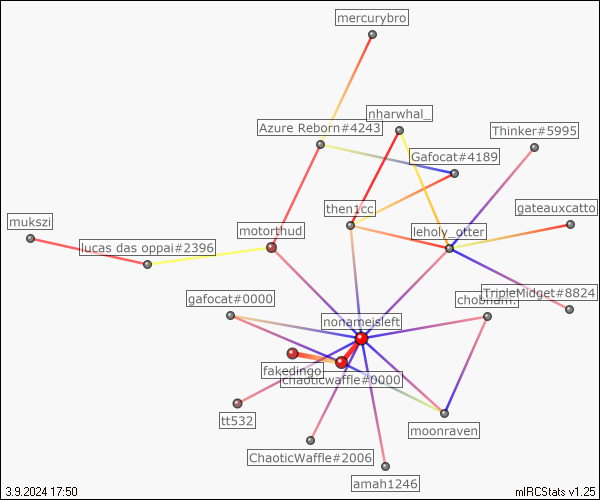 mercurybro
nharwhal_
Azure Reborn#4243
Thinker#5995
Gafocat#4189
then1cc
gateauxcatto
mukszi
motorthud
leholy_otter
lucas das oppai#2396
TripleMidget#8824
gafocat#0000
chobham.
nonameisleft
fakedingo
chaoticwaffle#0000
tt532
moonraven
ChaoticWaffle#2006
amah1246
3.9.2024 17:50
mIRCStats v1.25